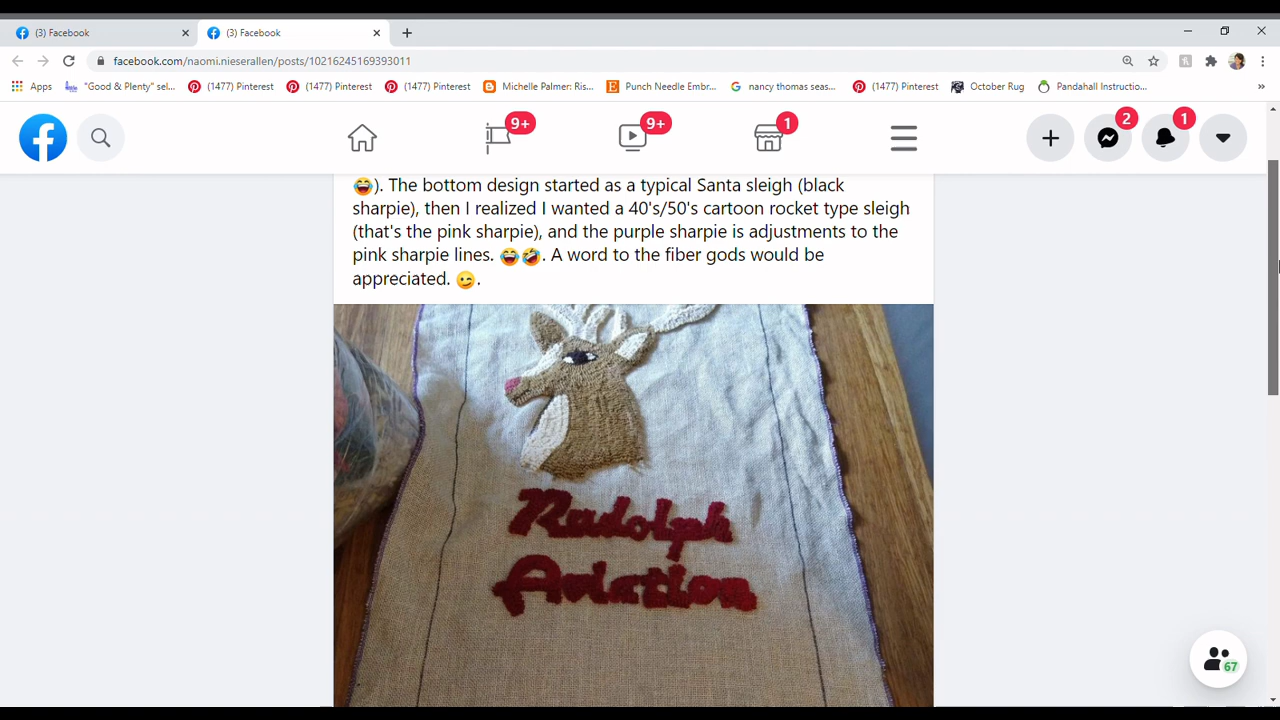 (3) Facebook
(3) Facebook
facebook.com/naomi.nieserallen/posts/10216245169393011
Apps "Good & Plenty" sel... (1477) Pinterest (1477) Pinterest (1477) Pinterest Michelle Palmer: Ris... Punch Needle Embr... nancy thomas seas... (1477) Pinterest October Rug Pandahall Instructio... »
9+ 9+ 1 2 1
😂). The bottom design started as a typical Santa sleigh (black
sharpie), then I realized I wanted a 40's/50's cartoon rocket type sleigh
(that's the pink sharpie), and the purple sharpie is adjustments to the
pink sharpie lines. 😂🤣. A word to the fiber gods would be
appreciated. 😉.
Rudolph
Aviation
67